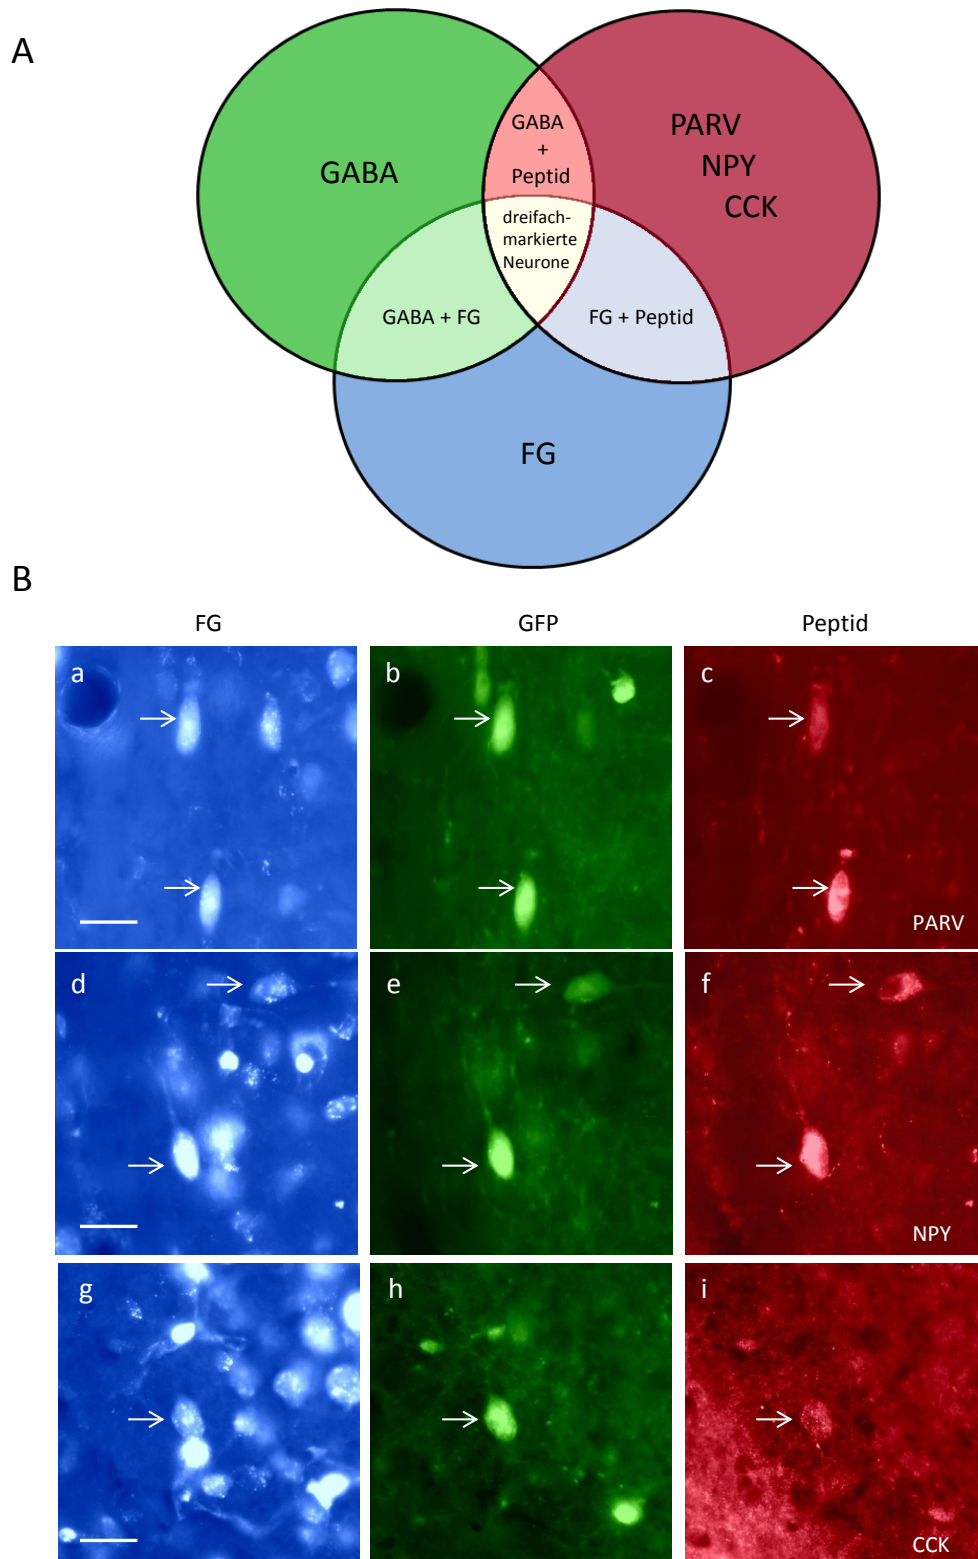 A
GABA
GABA
+
Peptid
PARV
NPY
CCK
dreifach-
markierte
Neurone
GABA + FG
FG + Peptid
FG
B
FG
GFP
Peptid
a
b
c
PARV
d
e
f
NPY
g
h
i
CCK